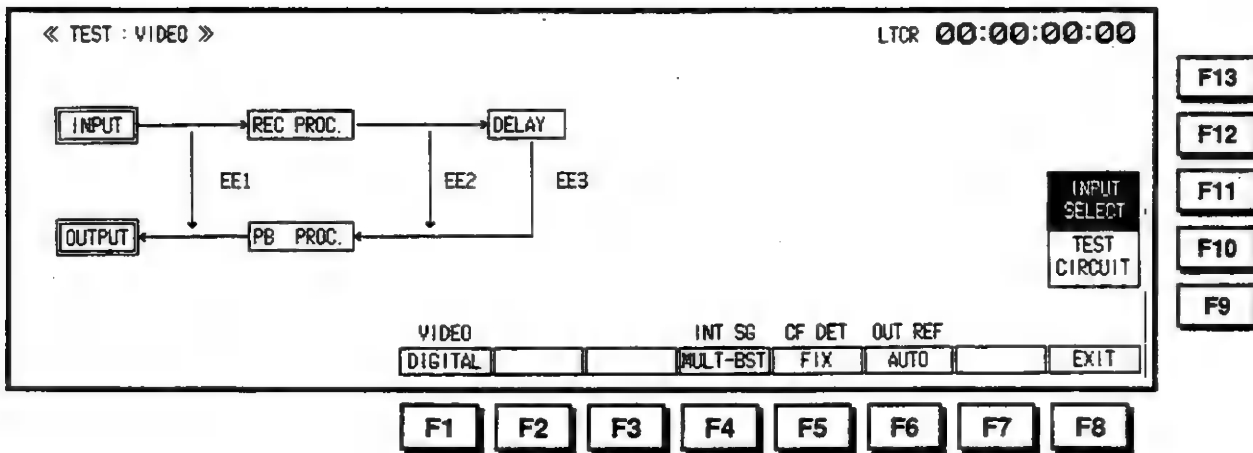 ≪ TEST : VIDEO ≫
LTCR 00:00:00:00
F13
INPUT
REC PROC.
DELAY
F12
EE1
EE2
EE3
INPUT
SELECT
F11
OUTPUT
PB PROC.
TEST
CIRCUIT
F10
F9
VIDEO
INT SG
CF DET
OUT REF
DIGITAL
MULT-BST
FIX
AUTO
EXIT
F1
F2
F3
F4
F5
F6
F7
F8